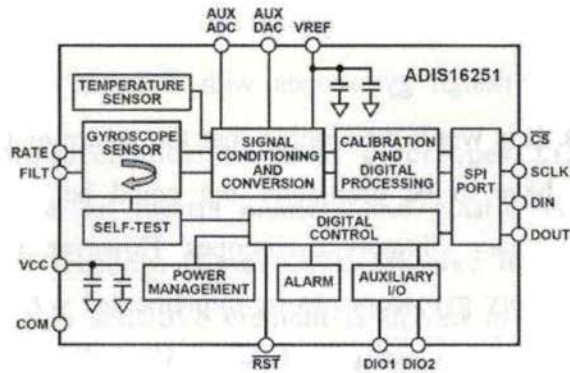 AUX
ADC
AUX
DAC
VREF
ADIS16251
TEMPERATURE
SENSOR
GYROSCOPE
SENSOR
SIGNAL
CONDITIONING
AND
CONVERSION
CALIBRATION
AND
DIGITAL
PROCESSING
SPI
PORT
RATE
FILT
CS
SCLK
DIN
DOUT
SELF-TEST
DIGITAL
CONTROL
VCC
POWER
MANAGEMENT
ALARM
AUXILIARY
I/O
COM
RST
DIO1
DIO2